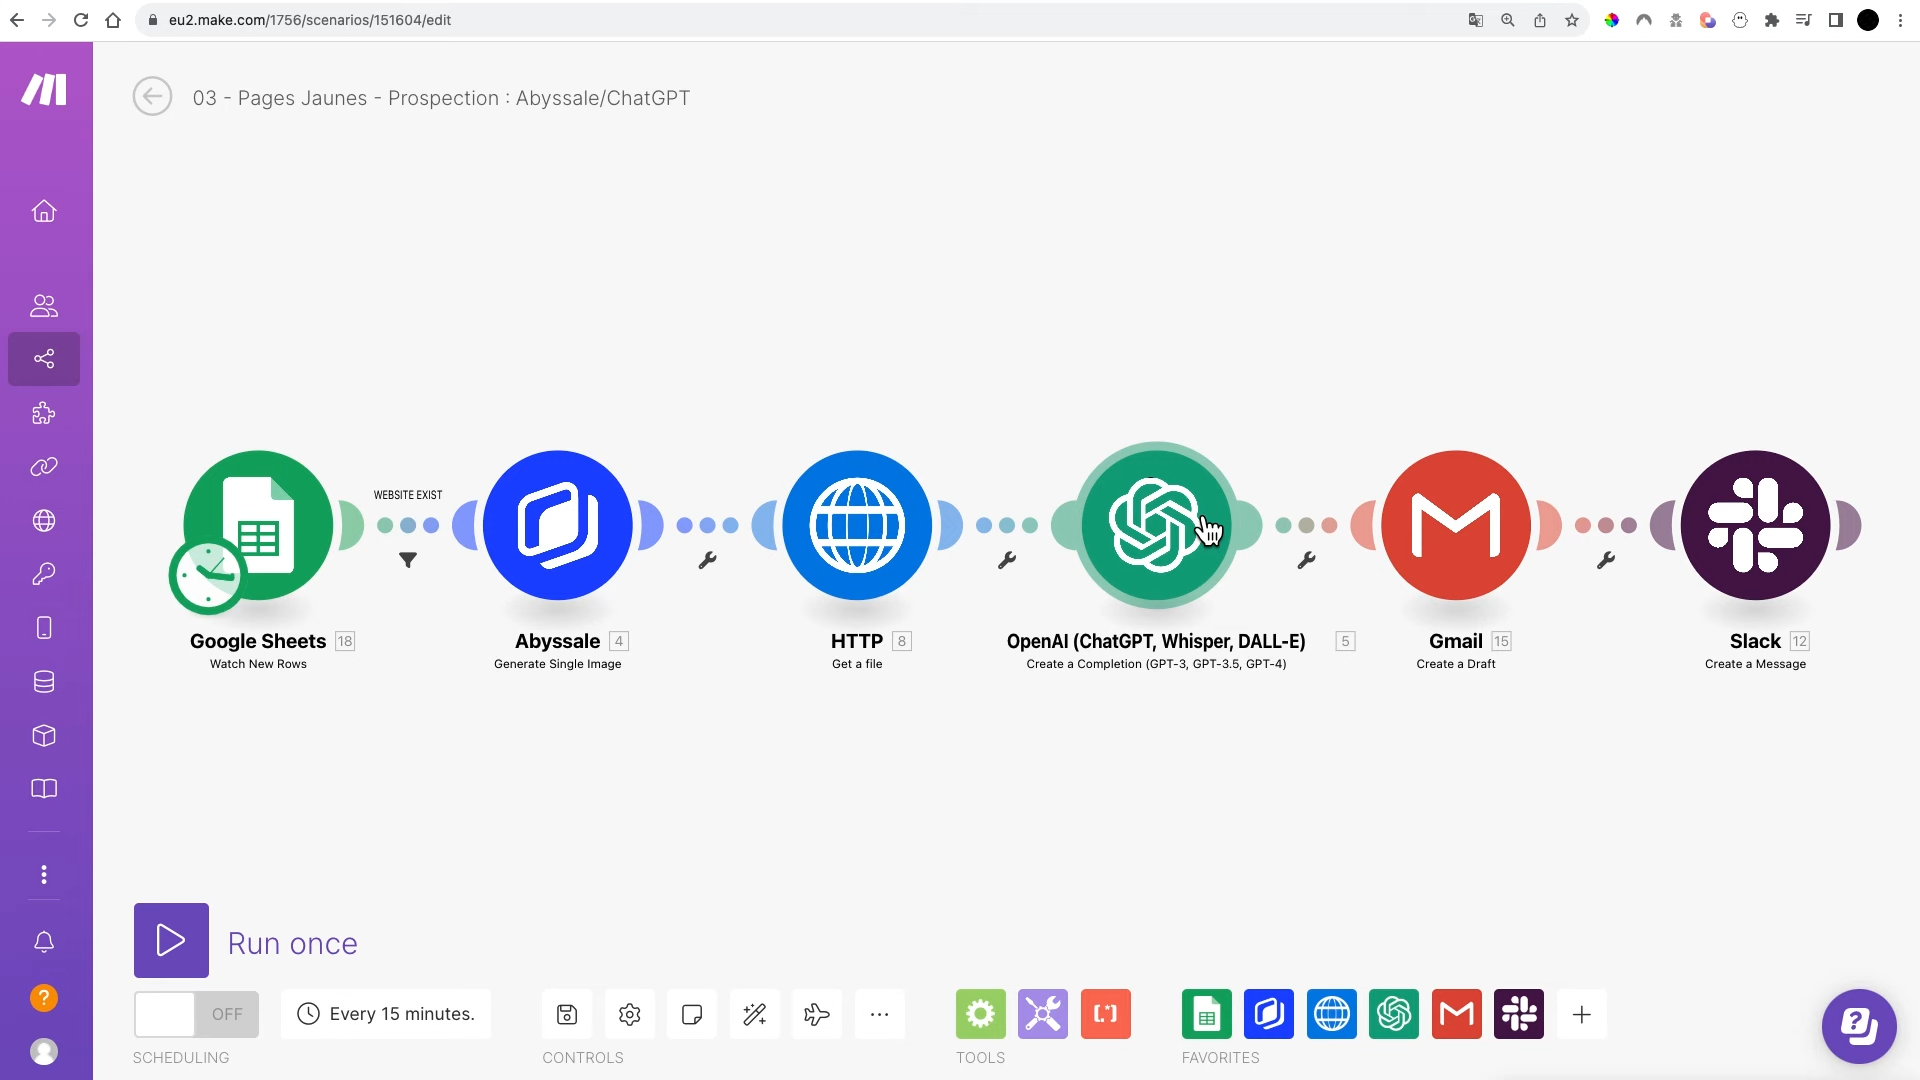 eu2.make.com/1756/scenarios/151604/edit
03 - Pages Jaunes - Prospection : Abyssale/ChatGPT
WEBSITE EXIST
Google Sheets 18
Watch New Rows
Abyssale 4
Generate Single Image
HTTP 8
Get a file
OpenAI (ChatGPT, Whisper, DALL-E) 5
Create a Completion (GPT-3, GPT-3.5, GPT-4)
Gmail 15
Create a Draft
Slack 12
Create a Message
Run once
OFF
Every 15 minutes.
SCHEDULING
CONTROLS
TOOLS
FAVORITES